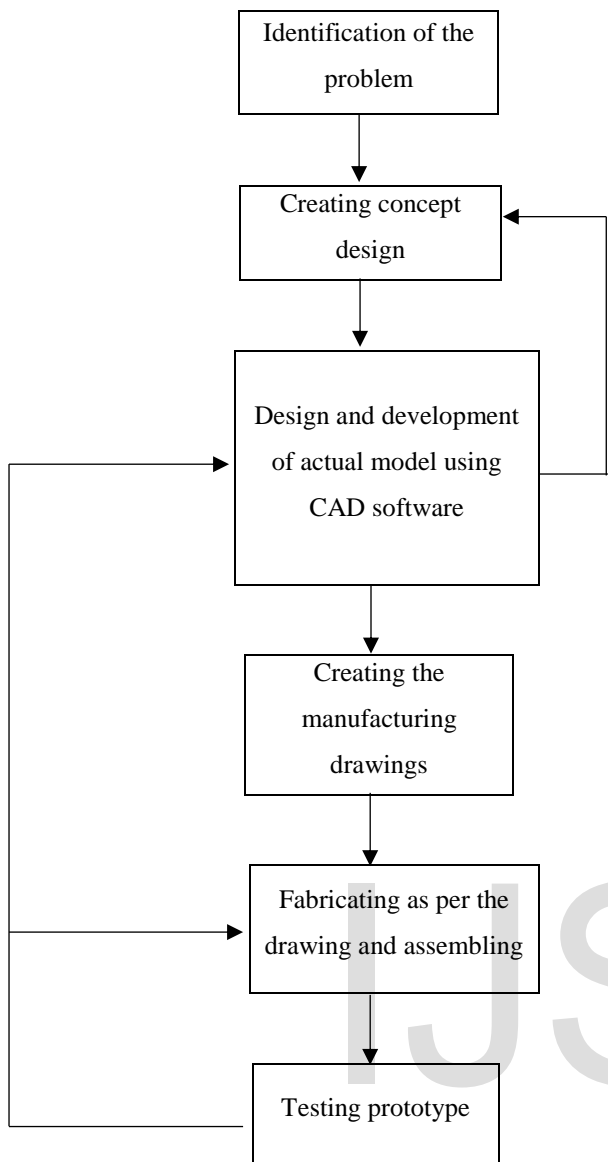 Identification of the
problem
Creating concept
design
Design and development
of actual model using
CAD software
Creating the
manufacturing
drawings
Fabricating as per the
drawing and assembling
IJS
Testing prototype